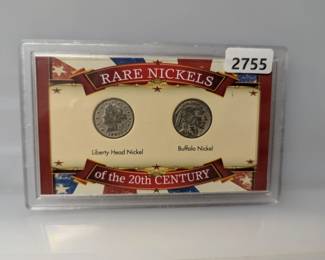 2755
RARE NICKELS
Liberty Head Nickel
Buffalo Nickel
of the 20th CENTURY